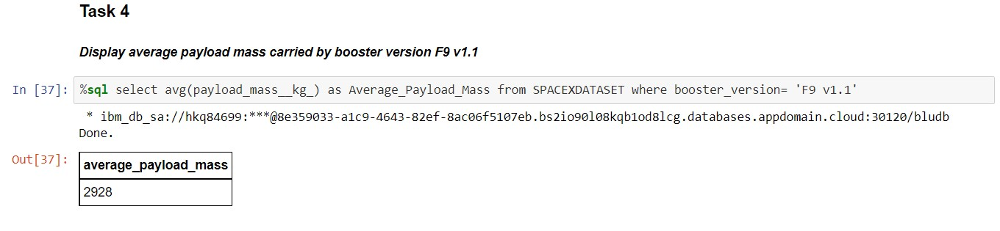 Task 4
Display average payload mass carried by booster version F9 v1.1
In [37]: %sql select avg(payload_mass__kg_) as Average_Payload_Mass from SPACEXDATASET where booster_version= 'F9 v1.1'
* ibm_db_sa://hkq84699:***@8e359033-a1c9-4643-82ef-8ac06f5107eb.bs2io90l08kqb1od8lcg.databases.appdomain.cloud:30120/bludb
Done.
Out[37]:
average_payload_mass
2928